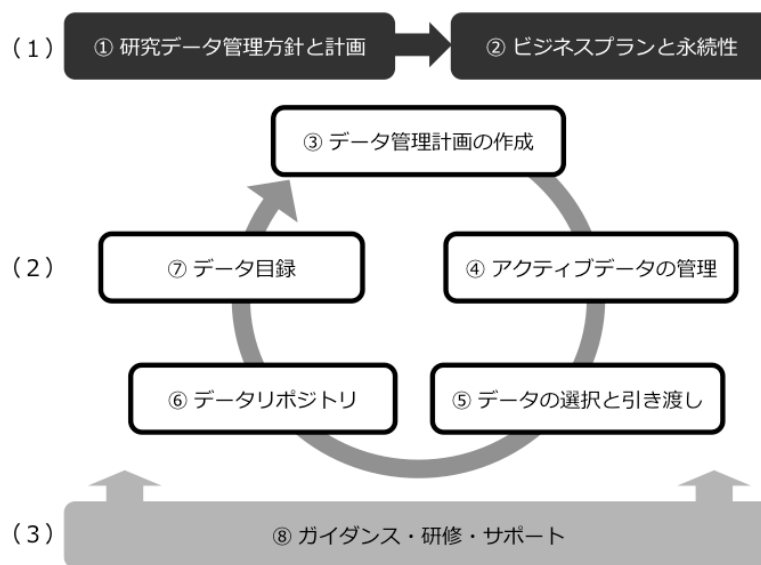 (1)
① 研究データ管理方針と計画
② ビジネスプランと永続性
③ データ管理計画の作成
(2)
⑦ データ目録
④ アクティブデータの管理
⑥ データリポジトリ
⑤ データの選択と引き渡し
(3)
⑧ ガイダンス・研修・サポート